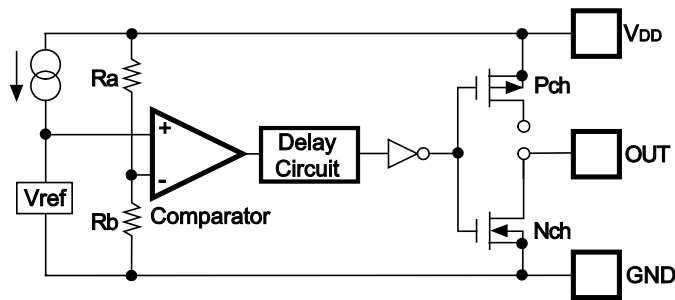 VDD
Ra
Pch
+
Delay
Circuit
OUT
-
Vref
Rb
Comparator
Nch
GND